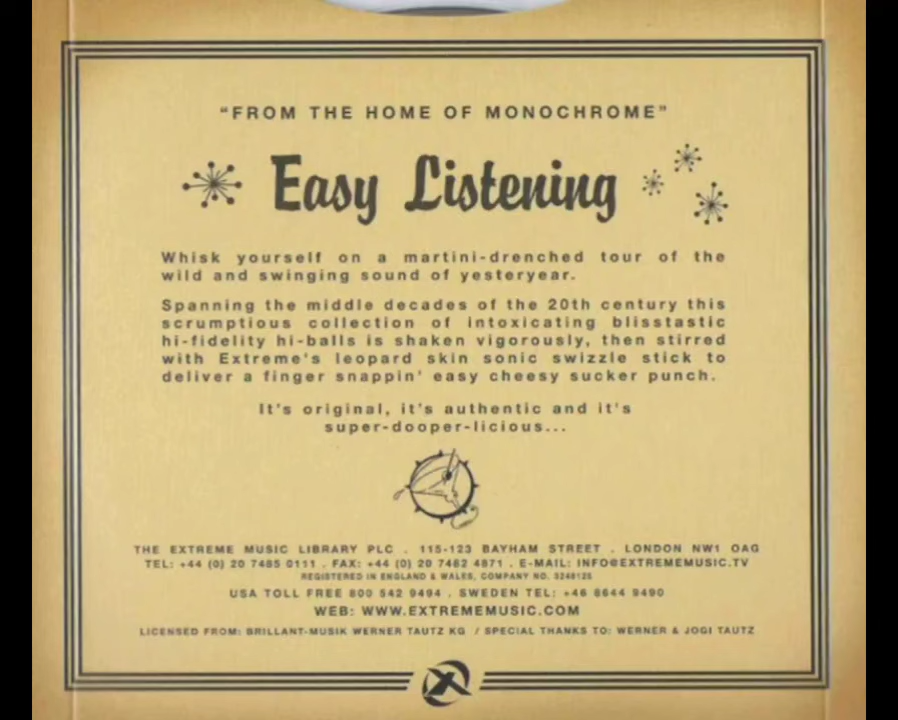 "FROM THE HOME OF MONOCHROME"
Easy Listening
Whisk yourself on a martini-drenched tour of the
wild and swinging sound of yesteryear.
Spanning the middle decades of the 20th century this
scrumptious collection of intoxicating blisstastic
hi-fidelity hi-balls is shaken vigorously, then stirred
with Extreme's leopard skin sonic swizzle stick to
deliver a finger snappin' easy cheesy sucker punch.
It's original, it's authentic and it's
super-dooper-licious...
THE EXTREME MUSIC LIBRARY PLC . 115-123 BAYHAM STREET . LONDON NW1 OAG
TEL: +44 (0) 20 7485 0111 . FAX: +44 (0) 20 7482 4871 . E-MAIL: INFO@EXTREMEMUSIC.TV
REGISTERED IN ENGLAND & WALES, COMPANY NO. 3248125
USA TOLL FREE 800 542 9494 . SWEDEN TEL: +46 8644 9490
WEB: WWW.EXTREMEMUSIC.COM
LICENSED FROM: BRILLANT-MUSIK WERNER TAUTZ KG / SPECIAL THANKS TO: WERNER & JOGI TAUTZ